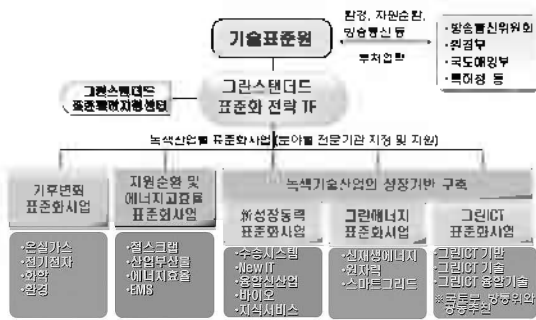 기술표준원
환경, 자원순환,
방송통신 등
부처협력
·방송통신위원회
·환경부
·국토해양부
·특허청 등
그린스탠더드
표준특허지원센터
그린스탠더드
표준화 전략 TF
녹색산업별 표준화사업 (분야별 전문기관 지정 및 지원)
기후변화
표준화사업
자원순환 및
에너지고효율
표준화사업
녹색기술산업의 성장기반 구축
新성장동력
표준화사업
그린에너지
표준화사업
그린ICT
표준화사업
·온실가스
·전기전자
·화학
·환경
·철스크랩
·산업부산물
·에너지효율
·EMS
·수송시스템
·New IT
·융합신산업
·바이오
·지식서비스
·신재생에너지
·원자력
·스마트그리드
·그린ICT 기반
·그린ICT 기술
·그린ICT 융합기술
※국토부, 방통위와
공동추진